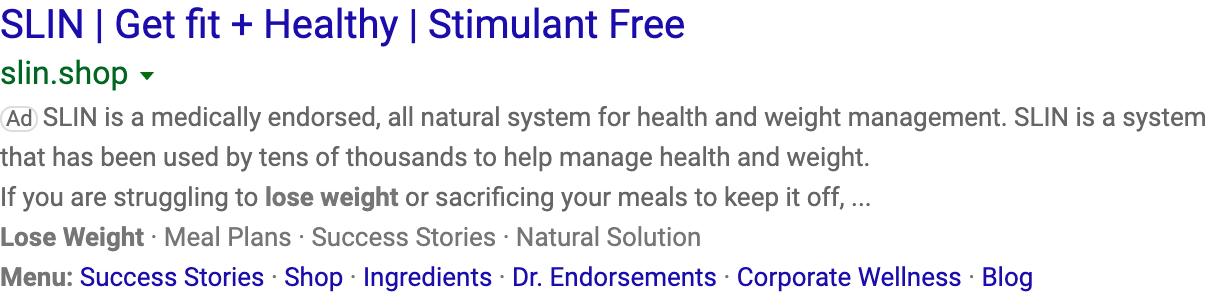 SLIN | Get fit + Healthy | Stimulant Free
slin.shop
Ad SLIN is a medically endorsed, all natural system for health and weight management. SLIN is a system
that has been used by tens of thousands to help manage health and weight.
If you are struggling to lose weight or sacrificing your meals to keep it off, ...
Lose Weight · Meal Plans · Success Stories · Natural Solution
Menu: Success Stories · Shop · Ingredients · Dr. Endorsements · Corporate Wellness · Blog